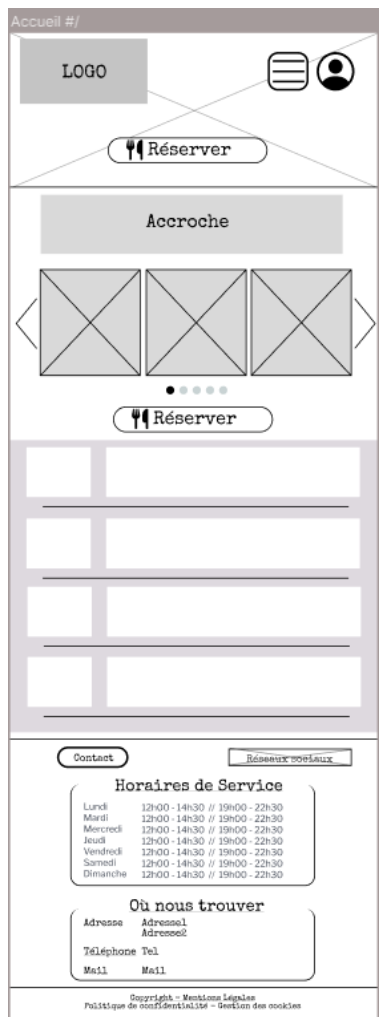 Accueil #/
LOGO
Réserver
Accroche
Réserver
Contact
Réseaux sociaux
Horaires de Service
Lundi 12h00 - 14h30 // 19h00 - 22h30
Mardi 12h00 - 14h30 // 19h00 - 22h30
Mercredi 12h00 - 14h30 // 19h00 - 22h30
Jeudi 12h00 - 14h30 // 19h00 - 22h30
Vendredi 12h00 - 14h30 // 19h00 - 22h30
Samedi 12h00 - 14h30 // 19h00 - 22h30
Dimanche 12h00 - 14h30 // 19h00 - 22h30
Où nous trouver
Adresse Adresse1
Adresse2
Téléphone Tel
Mail Mail
Copyright - Mentions Légales
Politique de confidentialité - Gestion des cookies